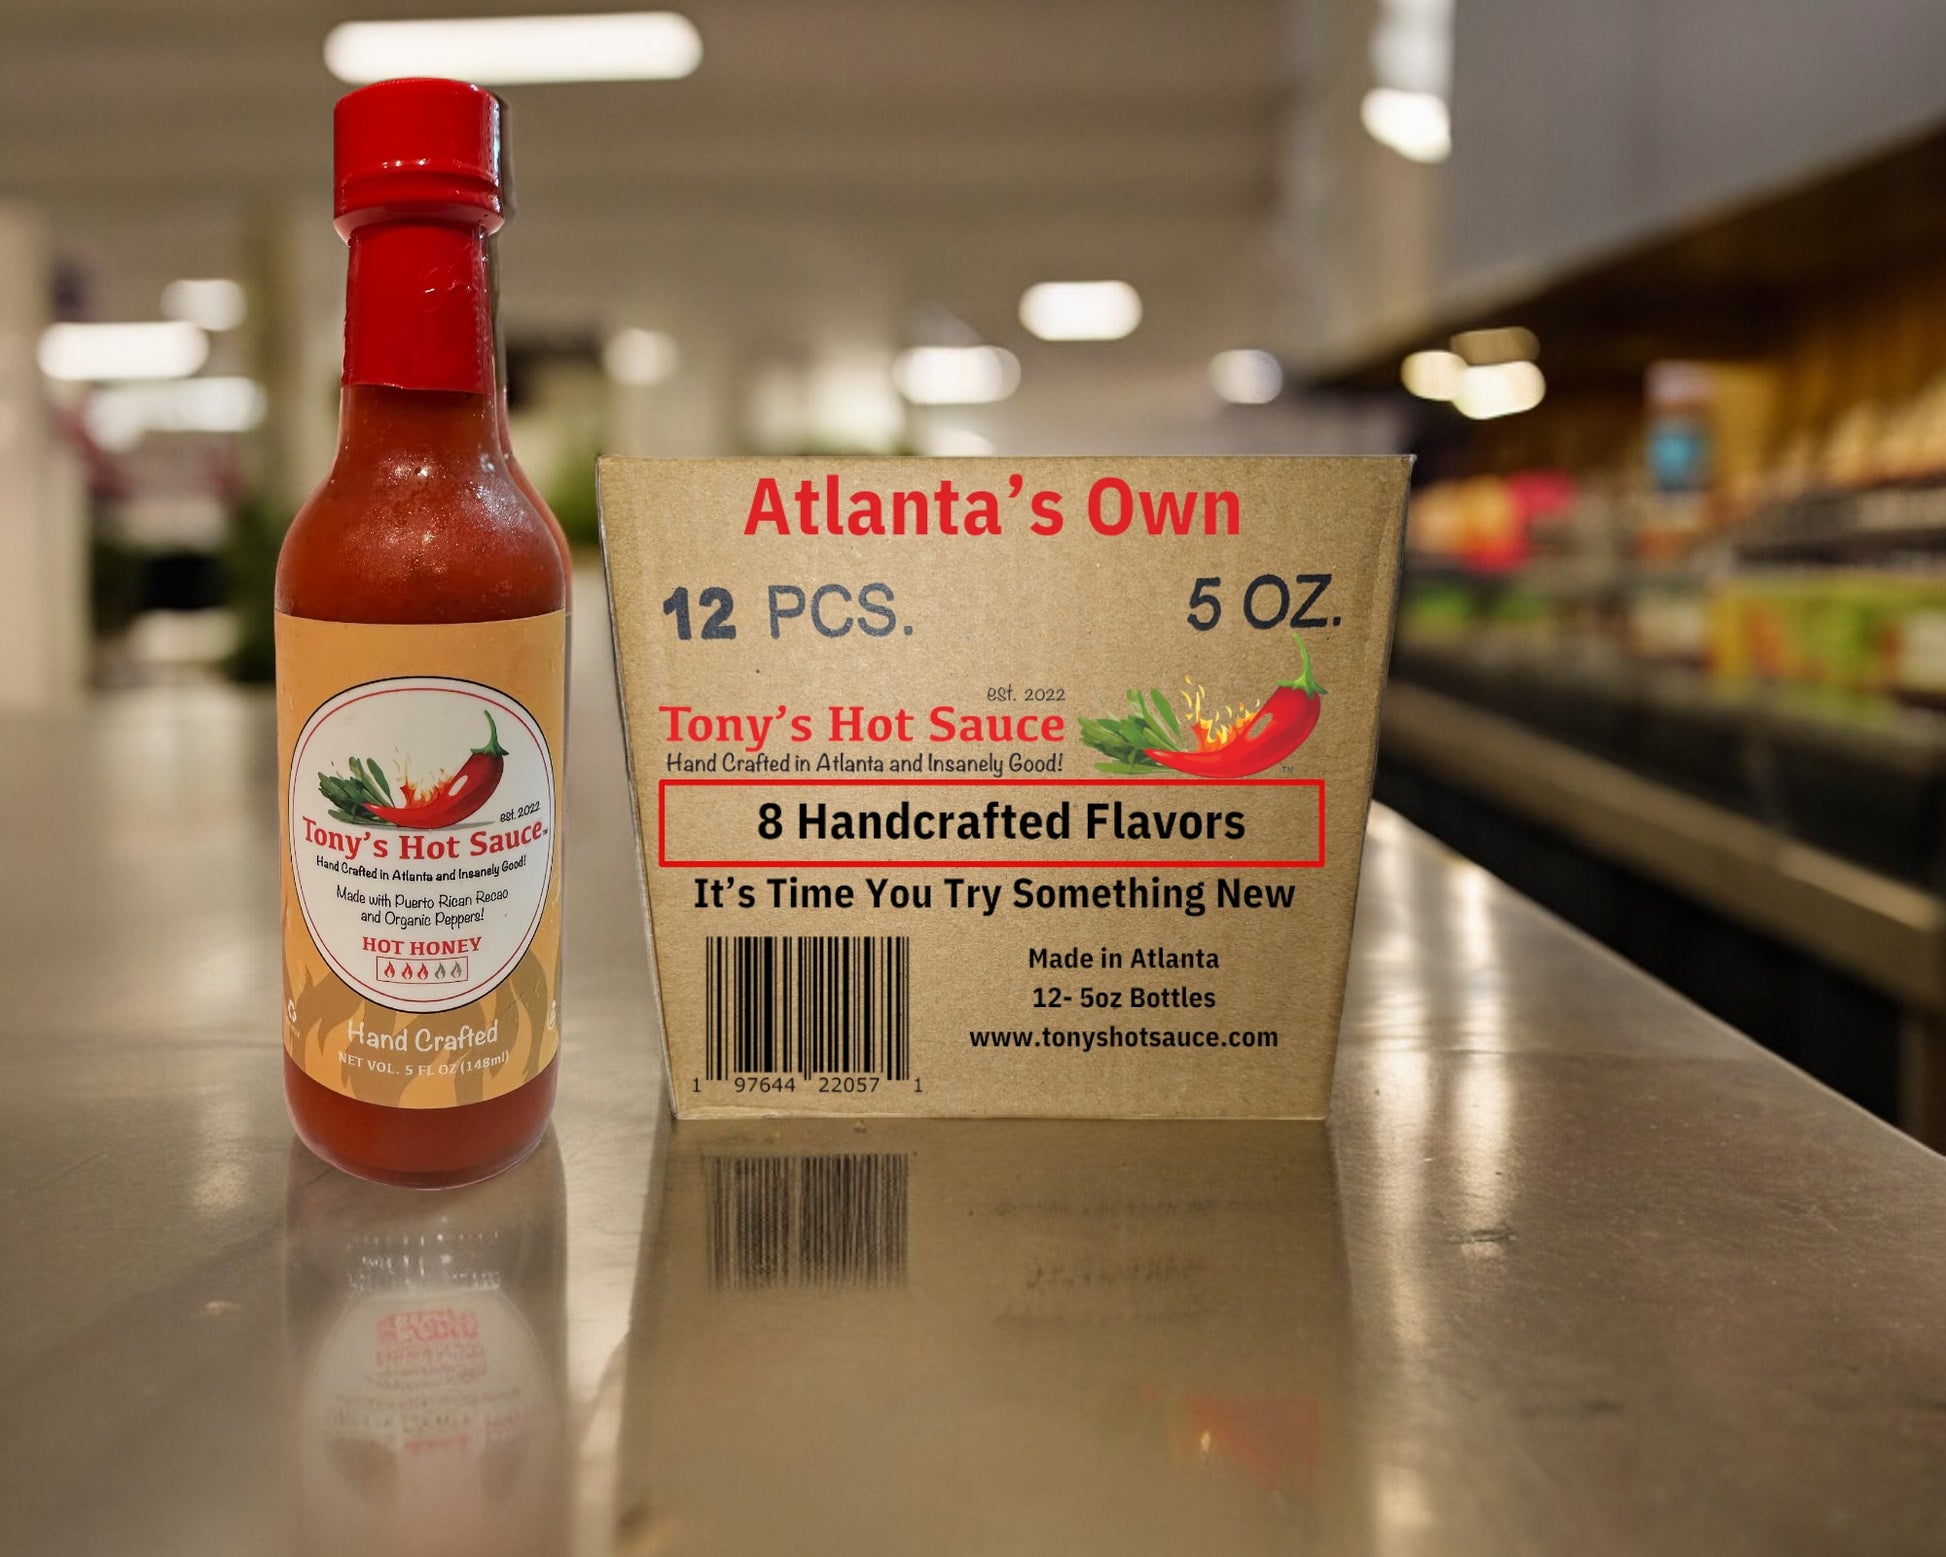 est. 2022
Tony's Hot Sauce™
Hand Crafted in Atlanta and Insanely Good!
Made with Puerto Rican Recao
and Organic Peppers!
HOT HONEY
Hand Crafted
NET VOL. 5 FL OZ (148ml)
Atlanta's Own
12 PCS. 5 OZ.
est. 2022
Tony's Hot Sauce
Hand Crafted in Atlanta and Insanely Good!
TM
8 Handcrafted Flavors
It's Time You Try Something New
Made in Atlanta
12- 5oz Bottles
www.tonyshotsauce.com
1 97644 22057 1